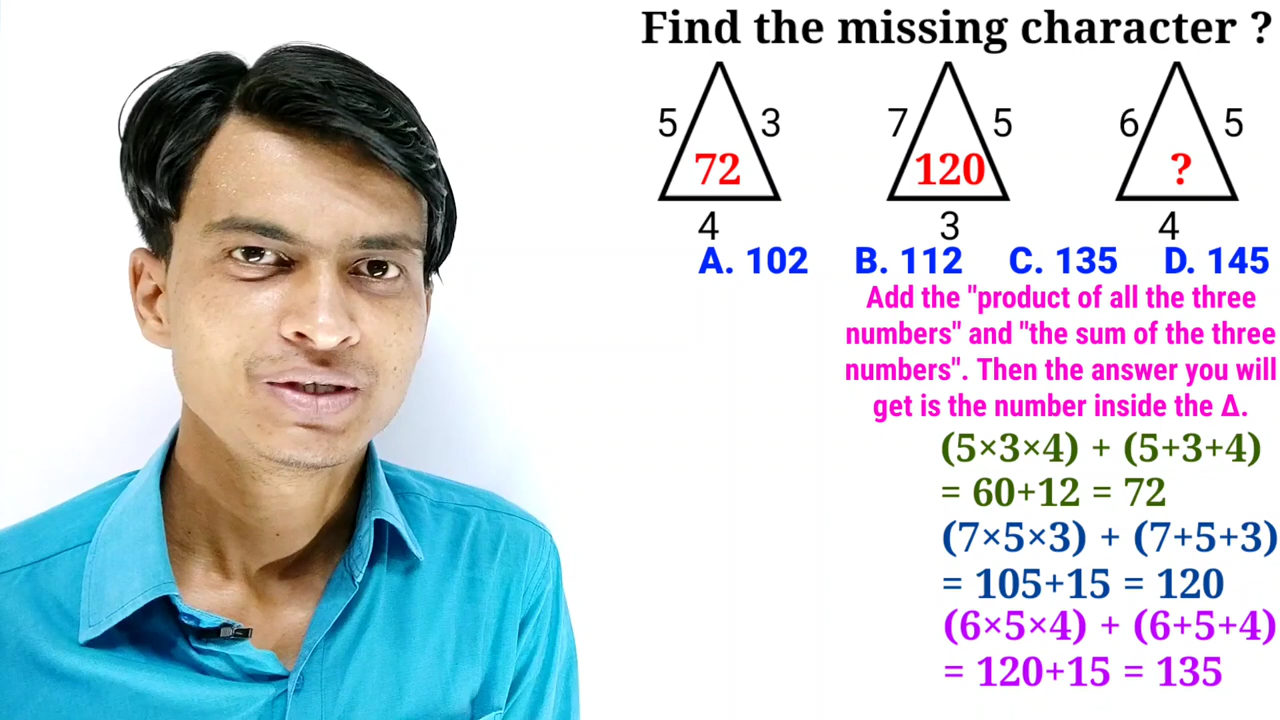 Find the missing character ?
5 3 7 5 6 5
72 120 ?
4 3 4
A. 102 B. 112 C. 135 D. 145
Add the "product of all the three
numbers" and "the sum of the three
numbers". Then the answer you will
get is the number inside the Δ.
(5×3×4) + (5+3+4)
= 60+12 = 72
(7×5×3) + (7+5+3)
= 105+15 = 120
(6×5×4) + (6+5+4)
= 120+15 = 135